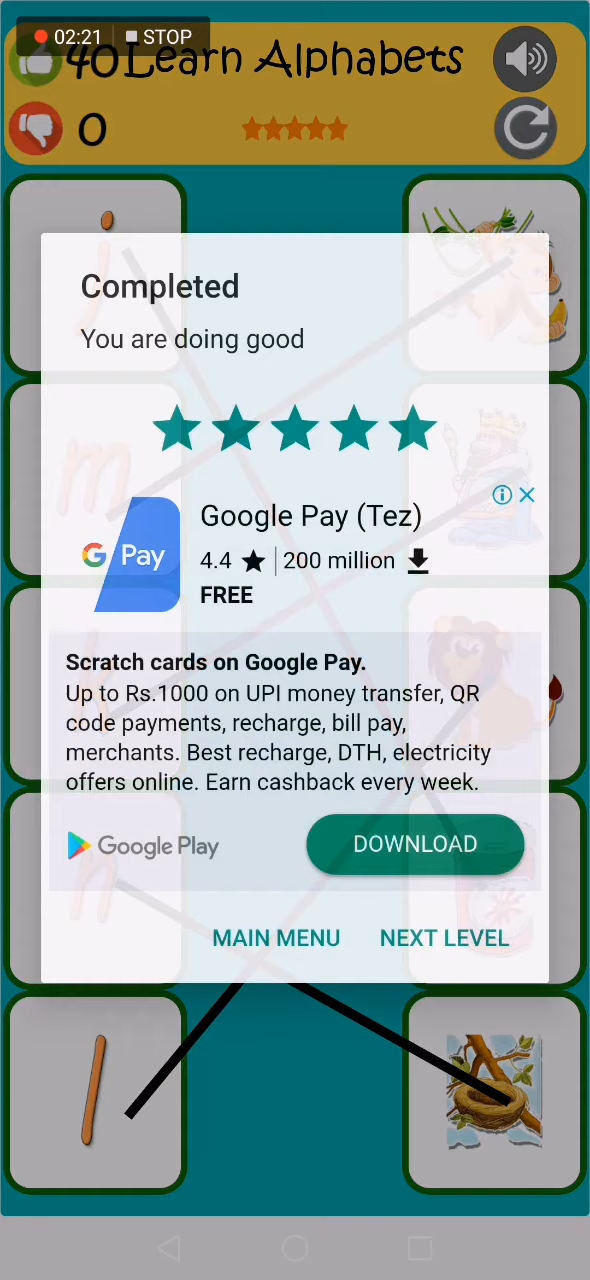 02:21 STOP
40 Learn Alphabets
0
j
m
k
n
l
Completed
You are doing good
G Pay
Google Pay (Tez)
4.4 200 million
FREE
Scratch cards on Google Pay.
Up to Rs.1000 on UPI money transfer, QR
code payments, recharge, bill pay,
merchants. Best recharge, DTH, electricity
offers online. Earn cashback every week.
Google Play
DOWNLOAD
MAIN MENU
NEXT LEVEL